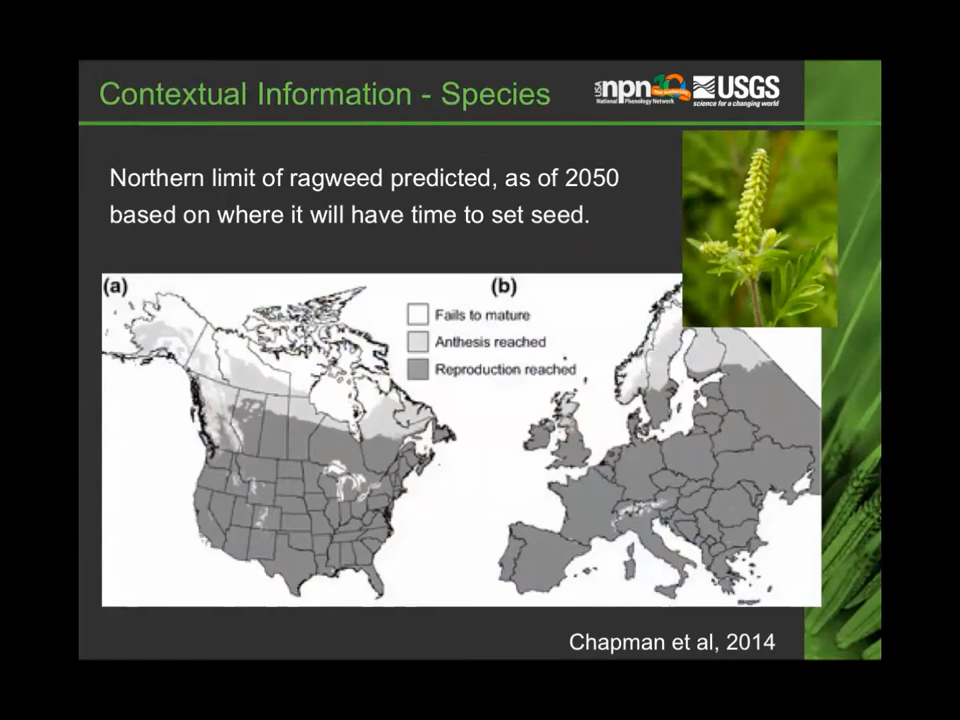 Contextual Information - Species
USA npn 10
National Phenology Network
USGS
science for a changing world
Northern limit of ragweed predicted, as of 2050
based on where it will have time to set seed.
(a)
(b)
Fails to mature
Anthesis reached
Reproduction reached
Chapman et al, 2014